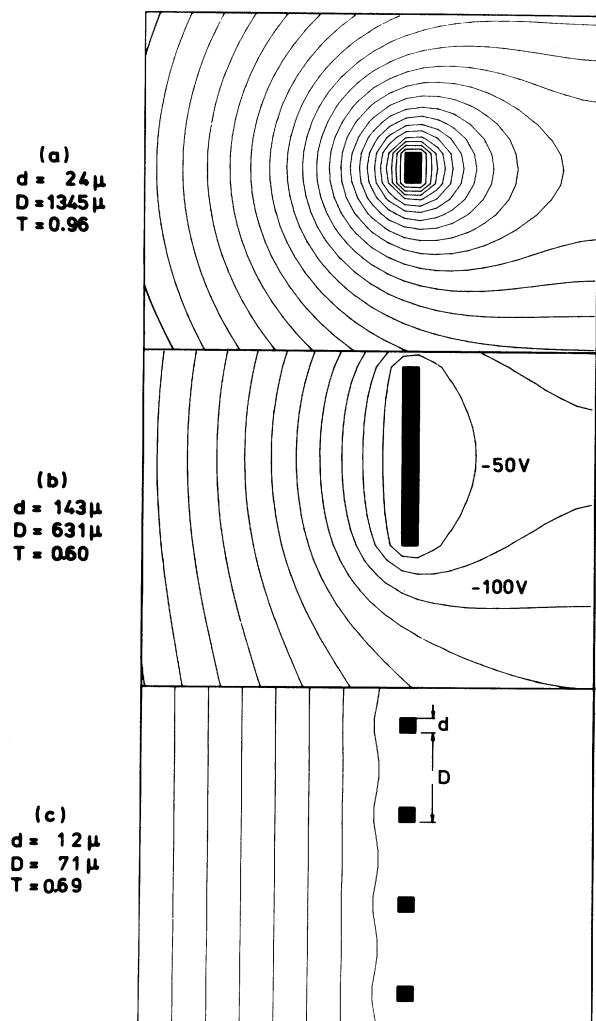 (a)
d = 24μ
D = 1345μ
T = 0.96
(b)
d = 143μ
D = 631μ
T = 0.60
-50V
-100V
(c)
d = 12μ
D = 71μ
T = 0.69
d
D